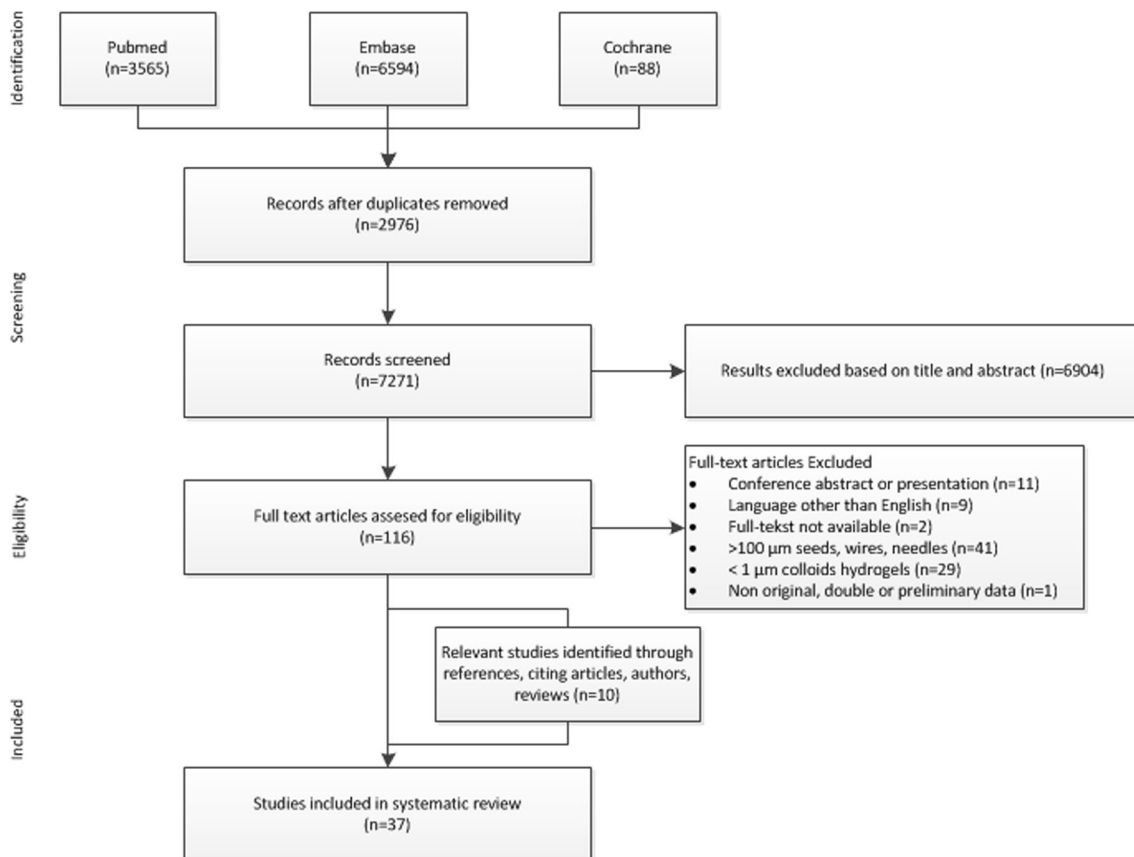 Identification
Pubmed
(n=3565)
Embase
(n=6594)
Cochrane
(n=88)
Records after duplicates removed
(n=2976)
Screening
Records screened
(n=7271)
Results excluded based on title and abstract (n=6904)
Eligibility
Full text articles assesed for eligibility
(n=116)
Full-text articles Excluded
• Conference abstract or presentation (n=11)
• Language other than English (n=9)
• Full-tekst not available (n=2)
• >100 µm seeds, wires, needles (n=41)
• < 1 µm colloids hydrogels (n=29)
• Non original, double or preliminary data (n=1)
Relevant studies identified through
references, citing articles, authors,
reviews (n=10)
Included
Studies included in systematic review
(n=37)